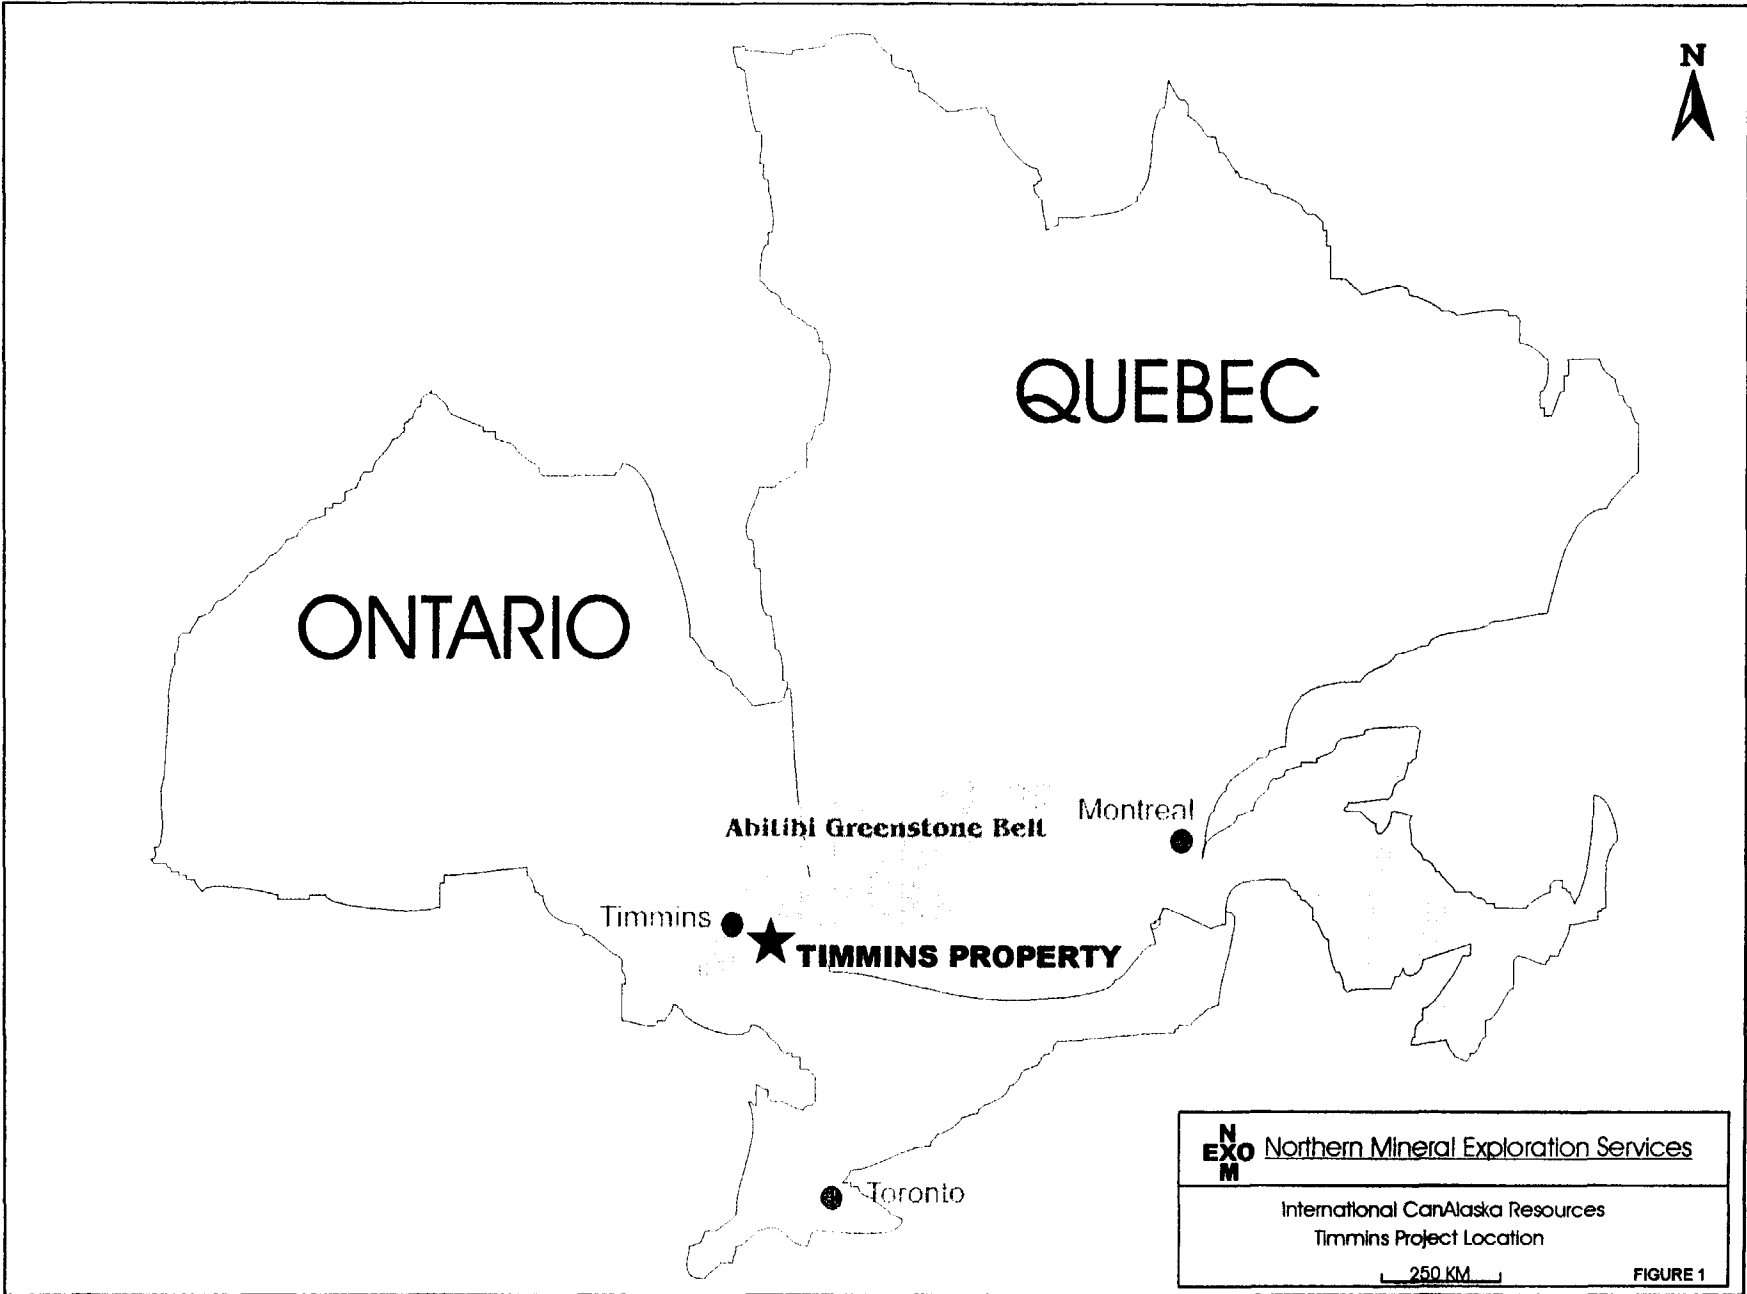 N
QUEBEC
ONTARIO
Abitibi Greenstone Belt
Montreal
Timmins
TIMMINS PROPERTY
Toronto
N
EXO
M
Northern Mineral Exploration Services
International CanAlaska Resources
Timmins Project Location
250 KM
FIGURE 1